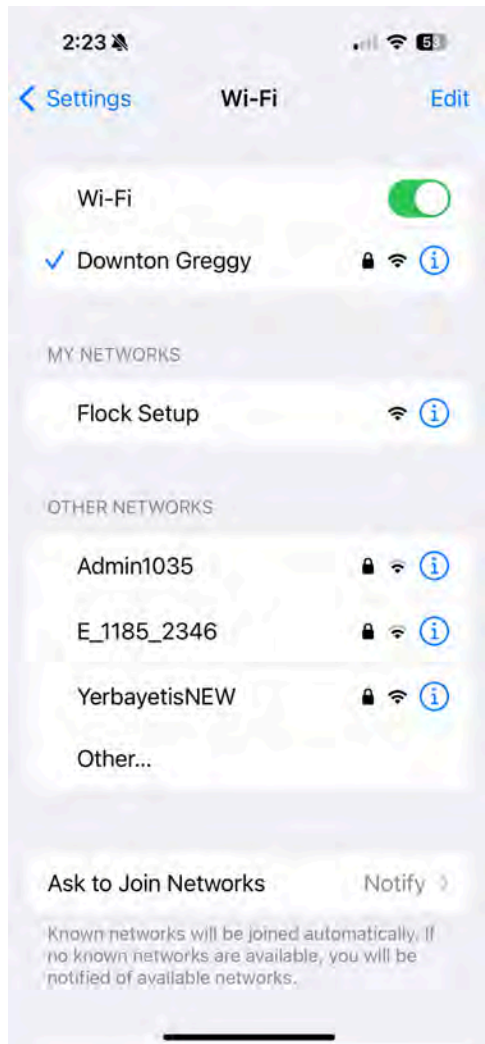 2:23
53
Settings Wi-Fi Edit
Wi-Fi
Downton Greggy
MY NETWORKS
Flock Setup
OTHER NETWORKS
Admin1035
E_1185_2346
YerbayetisNEW
Other...
Ask to Join Networks Notify
Known networks will be joined automatically. If
no known networks are available, you will be
notified of available networks.